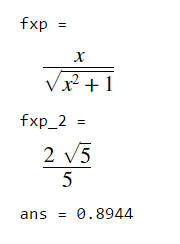 fxp =
x
√x² + 1
fxp_2 =
2 √5
5
ans = 0.8944